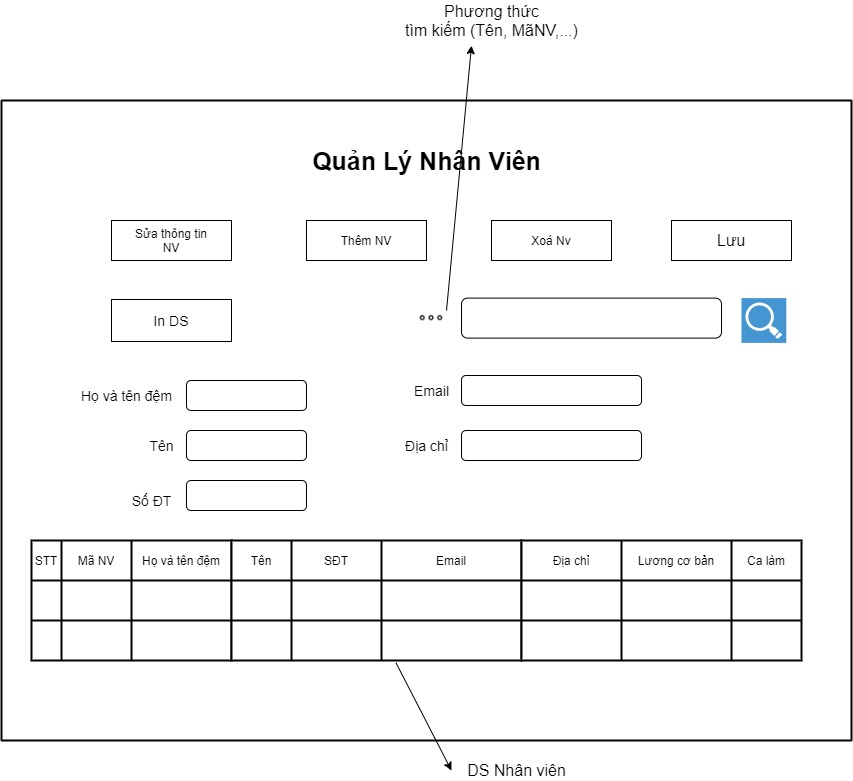 Phương thức
tìm kiếm (Tên, MãNV,...)
Quản Lý Nhân Viên
Sửa thông tin
NV
Thêm NV
Xoá Nv
Lưu
In DS
Họ và tên đệm
Email
Tên
Địa chỉ
Số ĐT
STT Mã NV Họ và tên đệm Tên SĐT Email Địa chỉ Lương cơ bản Ca làm
DS Nhân viên